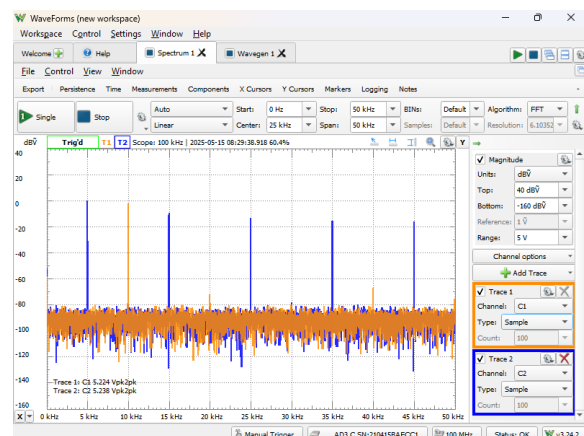 WaveForms (new workspace)
Workspace Control Settings Window Help
Welcome Help Spectrum 1 Wavegen 1
File Control View Window
Export Persistence Time Measurements Components X Cursors Y Cursors Markers Logging Notes
Single Stop Auto Start: 0 Hz Stop: 50 kHz BINs: Default Algorithm: FFT
Linear Center: 25 kHz Span: 50 kHz Samples: Default Resolution: 6.10352
dBṼ Trig'd T1 T2 Scope: 100 kHz | 2025-05-15 08:29:38.918 60.4% Y
40
20
0
-20
-40
-60
-80
-100
-120
-140
-160
Trace 1: C1 5.224 Vpk2pk
Trace 2: C2 5.238 Vpk2pk
X 0 kHz 5 kHz 10 kHz 15 kHz 20 kHz 25 kHz 30 kHz 35 kHz 40 kHz 45 kHz 50 kHz
Magnitude
Units: dBṼ
Top: 40 dBṼ
Bottom: -160 dBṼ
Reference: 1 Ṽ
Range: 5 V
Channel options
Add Trace
Trace 1
Channel: C1
Type: Sample
Count: 100
Trace 2
Channel: C2
Type: Sample
Count: 100
Manual Trigger 100 MHz Status: OK